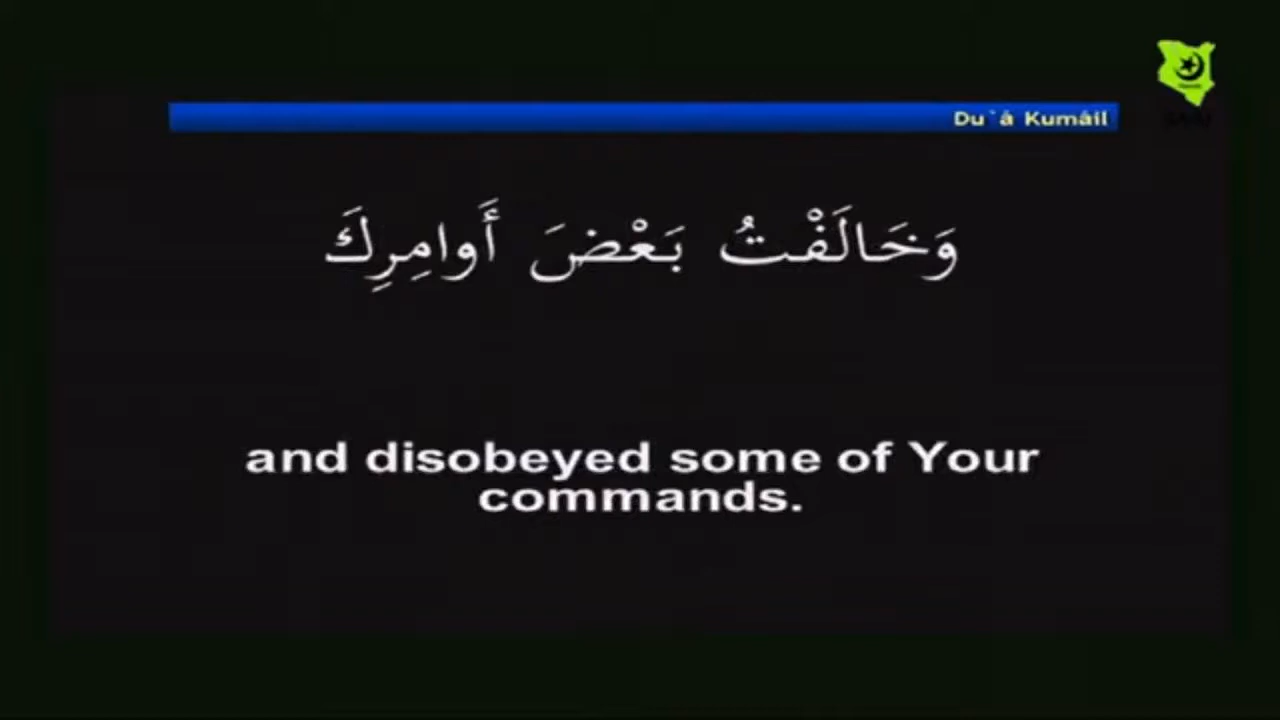 Du`â Kumâil
وَخَالَفْتُ بَعْضَ أَوامِرِكَ
and disobeyed some of Your
commands.